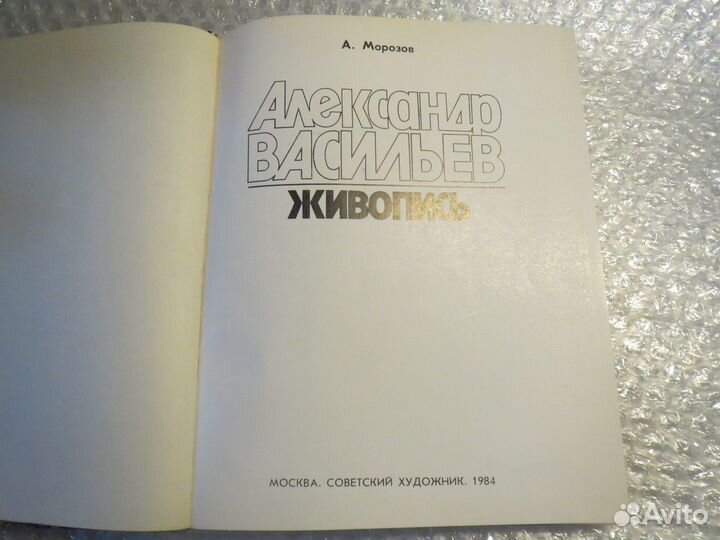 А. Морозов
Александр
ВАСИЛЬЕВ
ЖИВОПИСЬ
МОСКВА. СОВЕТСКИЙ ХУДОЖНИК. 1984
Avito